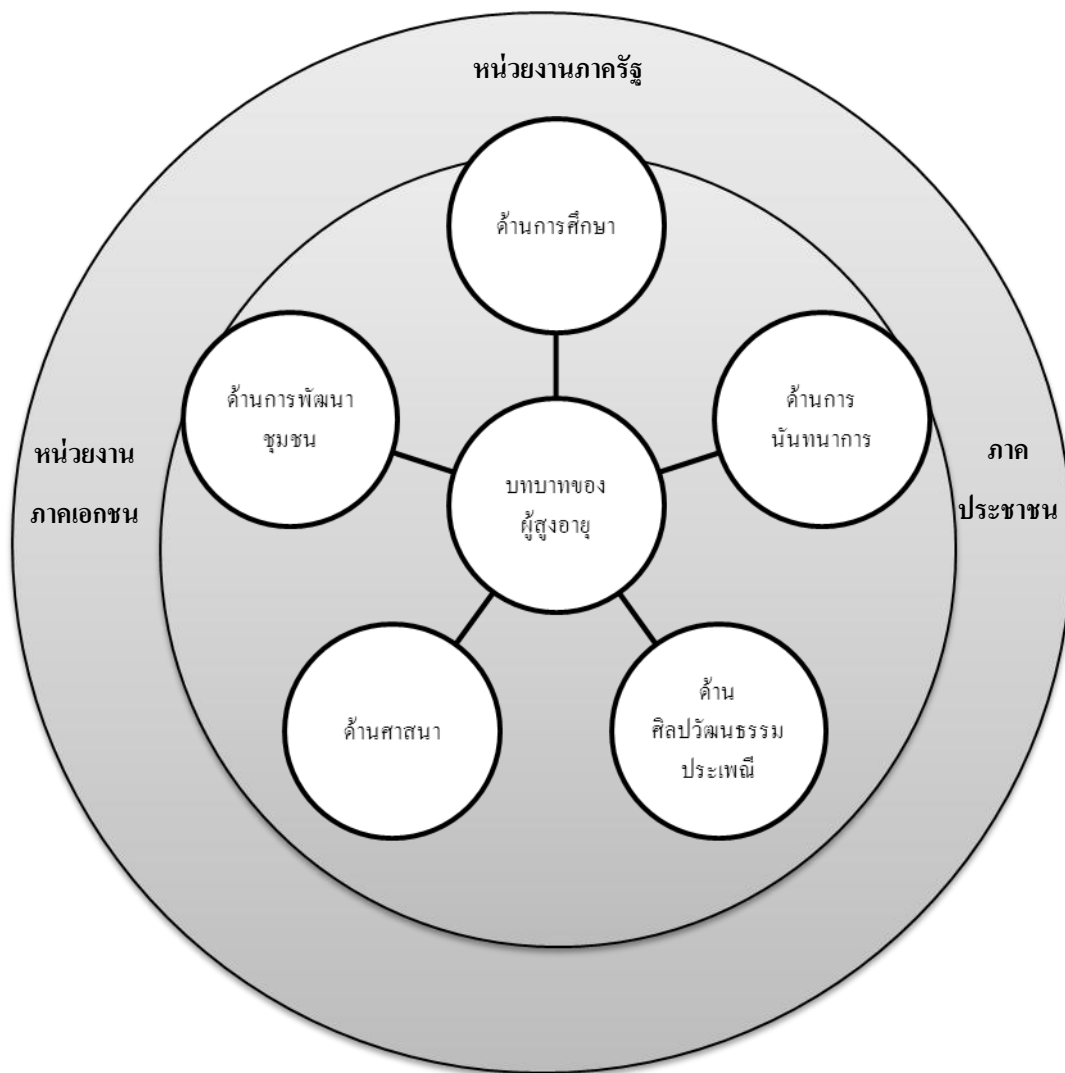 หน่วยงานภาครัฐ
ด้านการศึกษา
ด้านการพัฒนา
ชุมชน
ด้านการ
นันทนาการ
หน่วยงาน
ภาคเอกชน
ภาค
ประชาชน
บทบาทของ
ผู้สูงอายุ
ด้านศาสนา
ด้าน
ศิลปวัฒนธรรม
ประเพณี